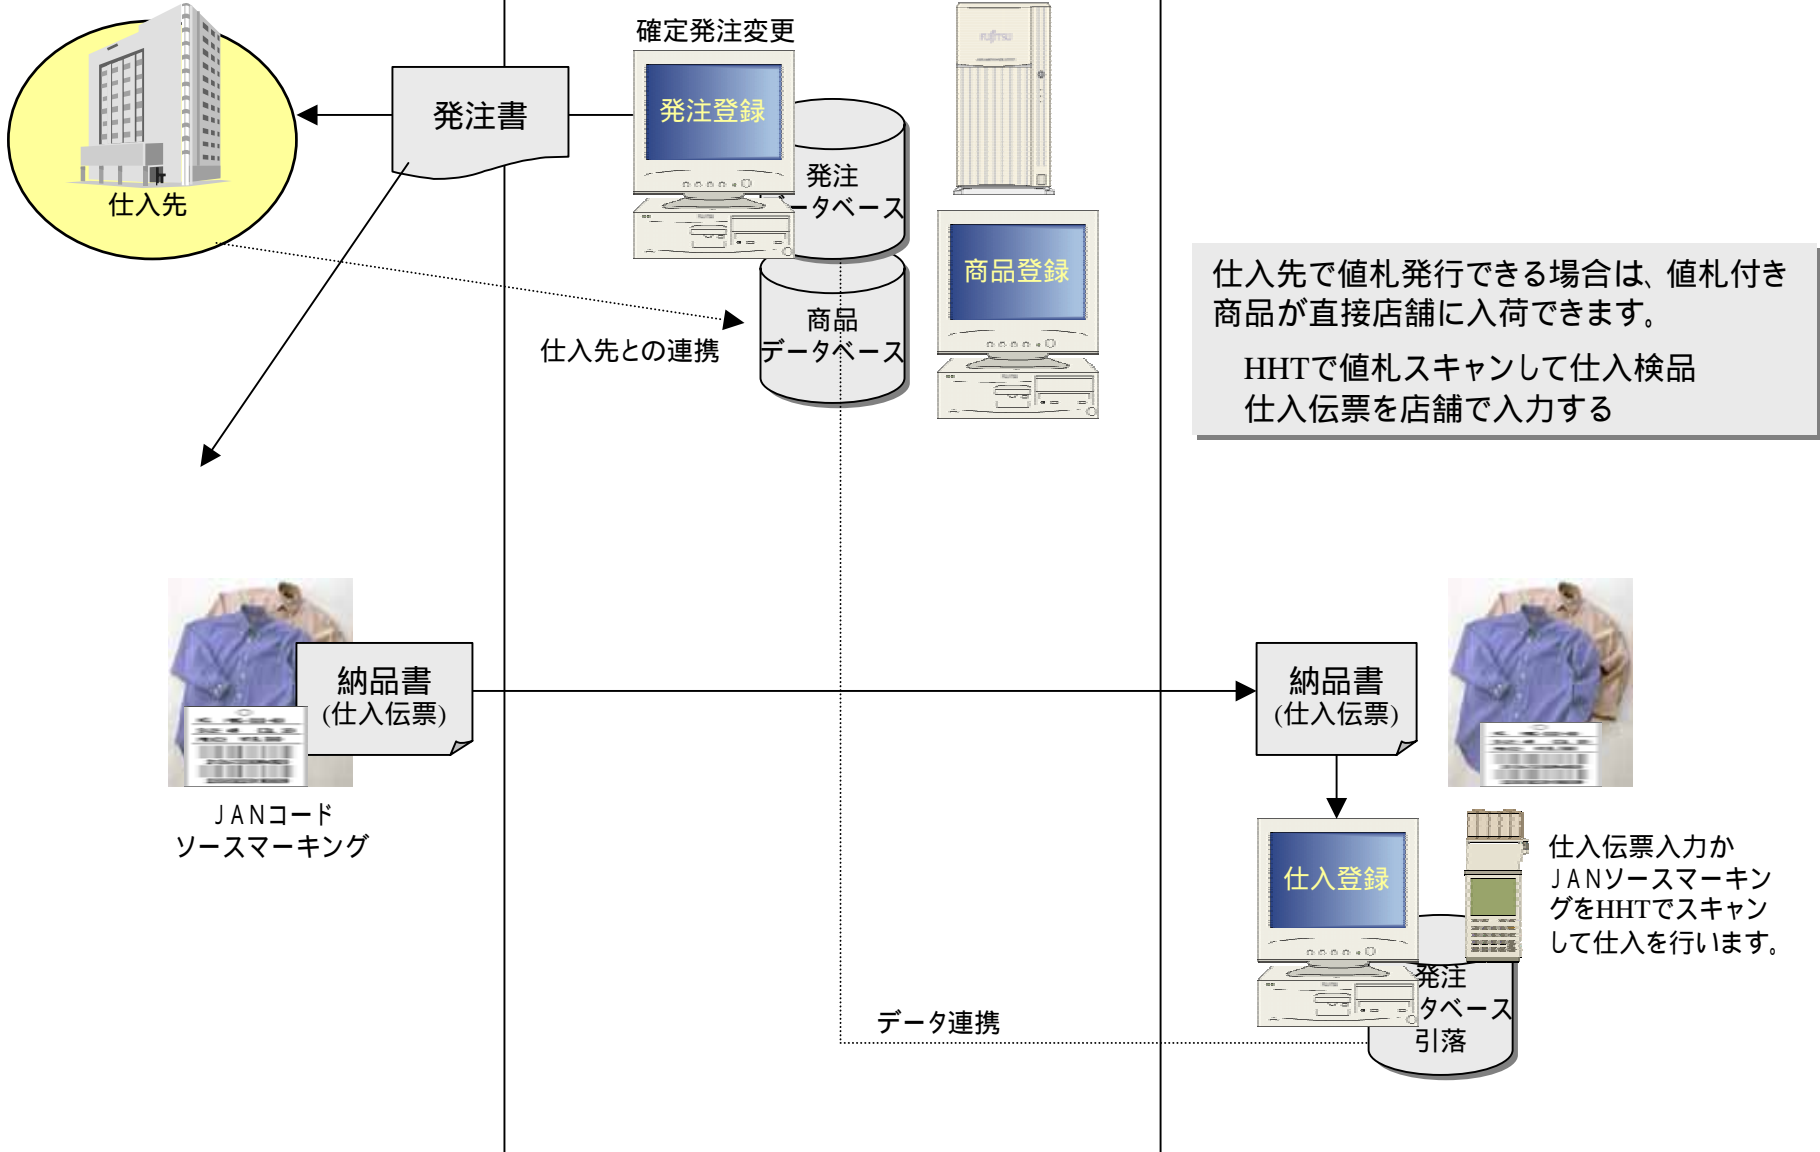 確定発注変更
FUJITSU
発注書
発注登録
発注
ータベース
仕入先
商品登録
商品
データベース
仕入先との連携
仕入先で値札発行できる場合は、値札付き
商品が直接店舗に入荷できます。
HHTで値札スキャンして仕入検品
仕入伝票を店舗で入力する
納品書
(仕入伝票)
JANコード
ソースマーキング
納品書
(仕入伝票)
仕入登録
仕入伝票入力か
JANソースマーキン
グをHHTでスキャン
して仕入を行います。
発注
タベース
引落
データ連携